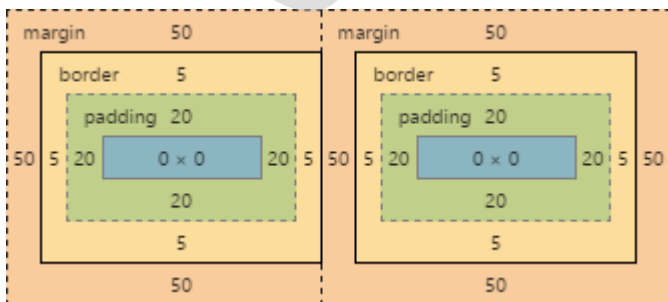 margin 50 margin 50
border 5 border 5
padding 20 padding 20
50 5 20 0 × 0 20 5 50 5 20 0 × 0 20 5 50
20 20
5 5
50 50